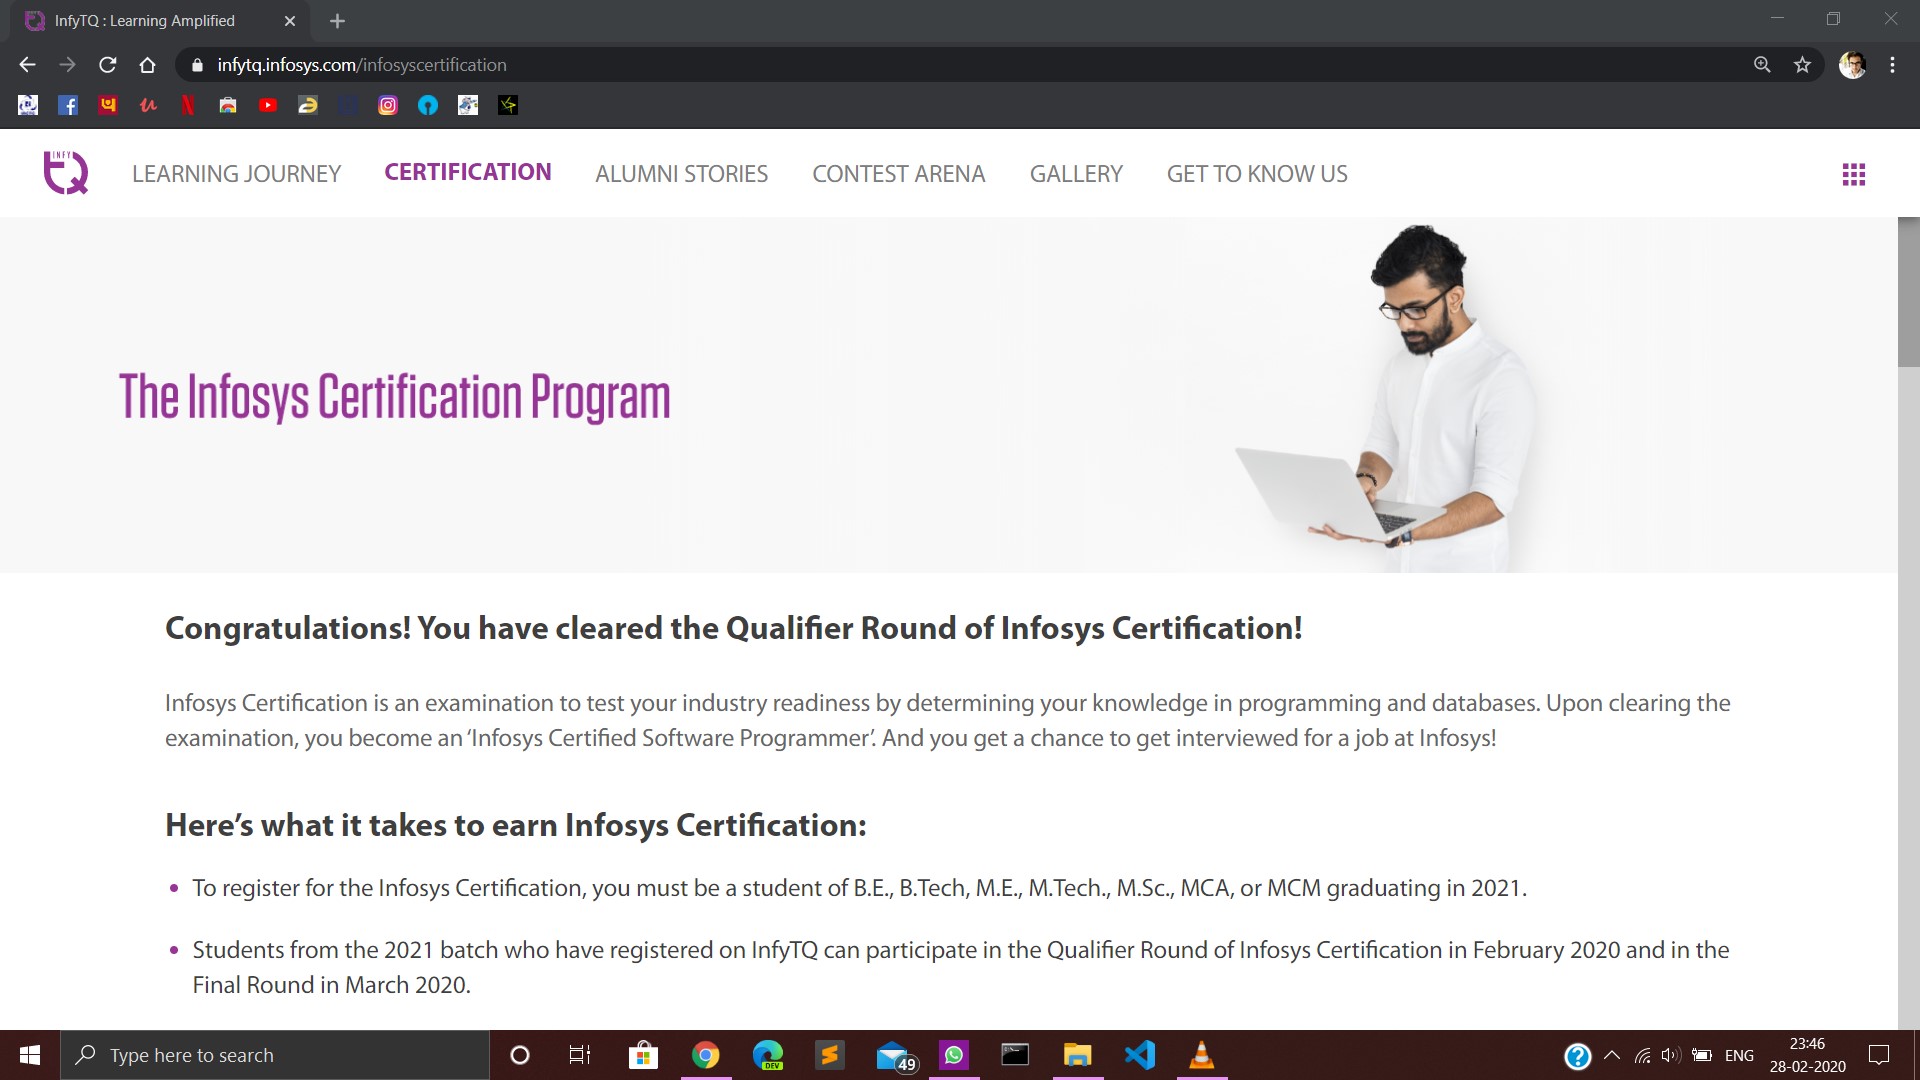 InfyTQ : Learning Amplified
infytq.infosys.com/infosyscertification
INFY
TQ
LEARNING JOURNEY
CERTIFICATION
ALUMNI STORIES
CONTEST ARENA
GALLERY
GET TO KNOW US
The Infosys Certification Program
Congratulations! You have cleared the Qualifier Round of Infosys Certification!
Infosys Certification is an examination to test your industry readiness by determining your knowledge in programming and databases. Upon clearing the
examination, you become an ‘Infosys Certified Software Programmer’. And you get a chance to get interviewed for a job at Infosys!
Here’s what it takes to earn Infosys Certification:
To register for the Infosys Certification, you must be a student of B.E., B.Tech, M.E., M.Tech., M.Sc., MCA, or MCM graduating in 2021.
Students from the 2021 batch who have registered on InfyTQ can participate in the Qualifier Round of Infosys Certification in February 2020 and in the
Final Round in March 2020.
Type here to search
DEV
49
ENG
23:46
28-02-2020